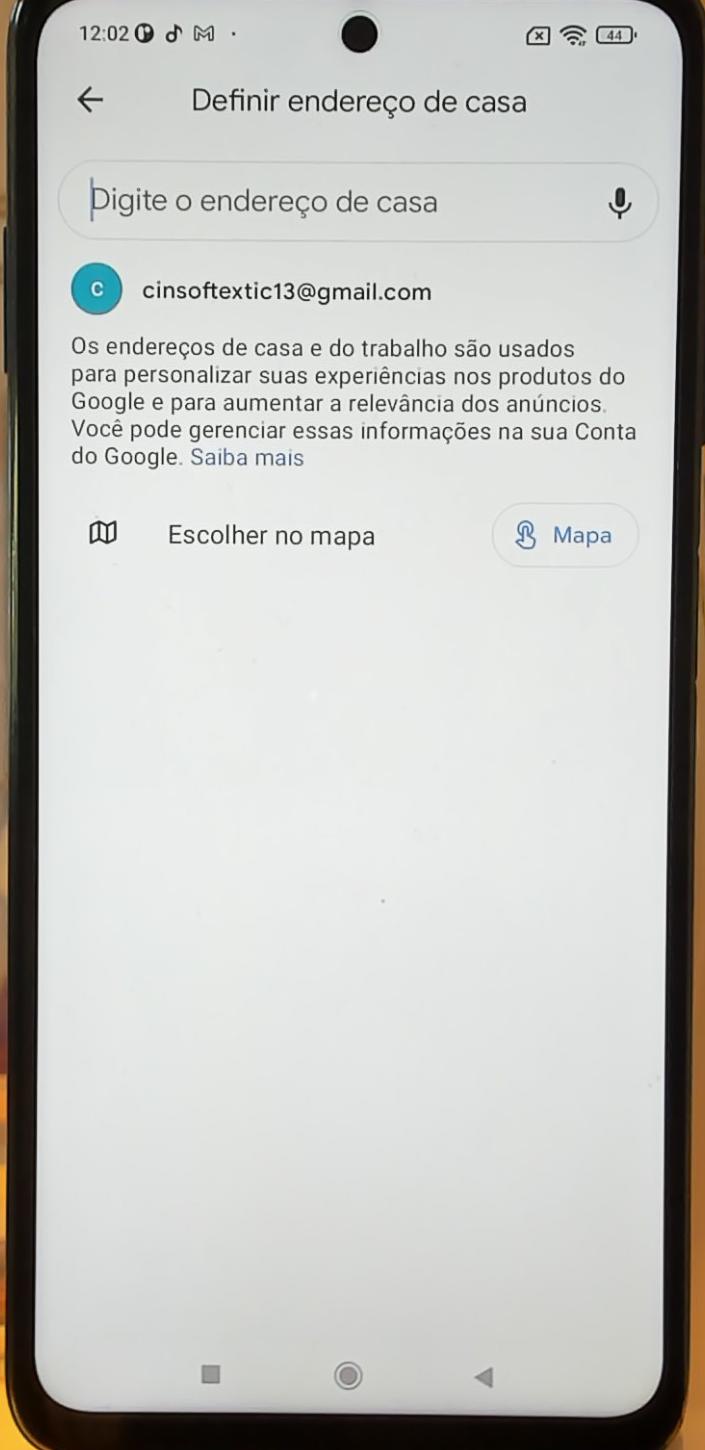 12:02
44
Definir endereço de casa
Digite o endereço de casa
C
cinsoftextic13@gmail.com
Os endereços de casa e do trabalho são usados
para personalizar suas experiências nos produtos do
Google e para aumentar a relevância dos anúncios.
Você pode gerenciar essas informações na sua Conta
do Google. Saiba mais
Escolher no mapa
Mapa